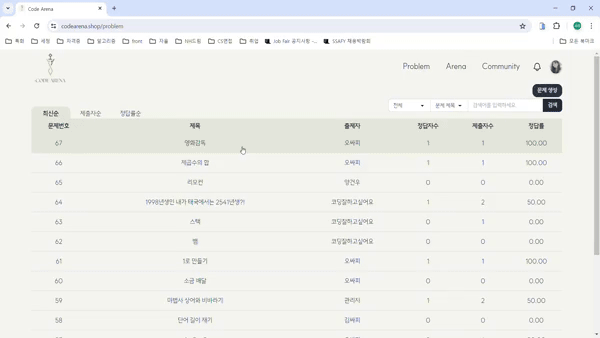 Code Arena
codearena.shop/problem
특화
세정
자격증
알고리즘
front
자율
N새드림
CS면접
취업
Job Fair 공지사항 -...
SSAFY 채용박람회
모든 북마크
CODE ARENA
Problem Arena Community
문제 생성
전체 문제 제목 검색어를 입력하세요 검색
최신순 제출자순 정답률순
문제번호 제목 출제자 정답자수 제출자수 정답률
67 영화감독 오싸피 1 1 100.00
66 제곱수의 합 오싸피 1 1 100.00
65 리모컨 양건우 0 0 0.00
64 1998년생인 내가 태국에서는 2541년생?! 코딩잘하고싶어요 1 2 50.00
63 스택 코딩잘하고싶어요 0 1 0.00
62 코딩잘하고싶어요 0 0 0.00
61 1로 만들기 오싸피 1 1 100.00
60 소금 배달 오싸피 0 0 0.00
59 마법사 상어와 비바라기 관리자 1 2 50.00
58 단어 길이 재기 김싸피 0 0 0.00